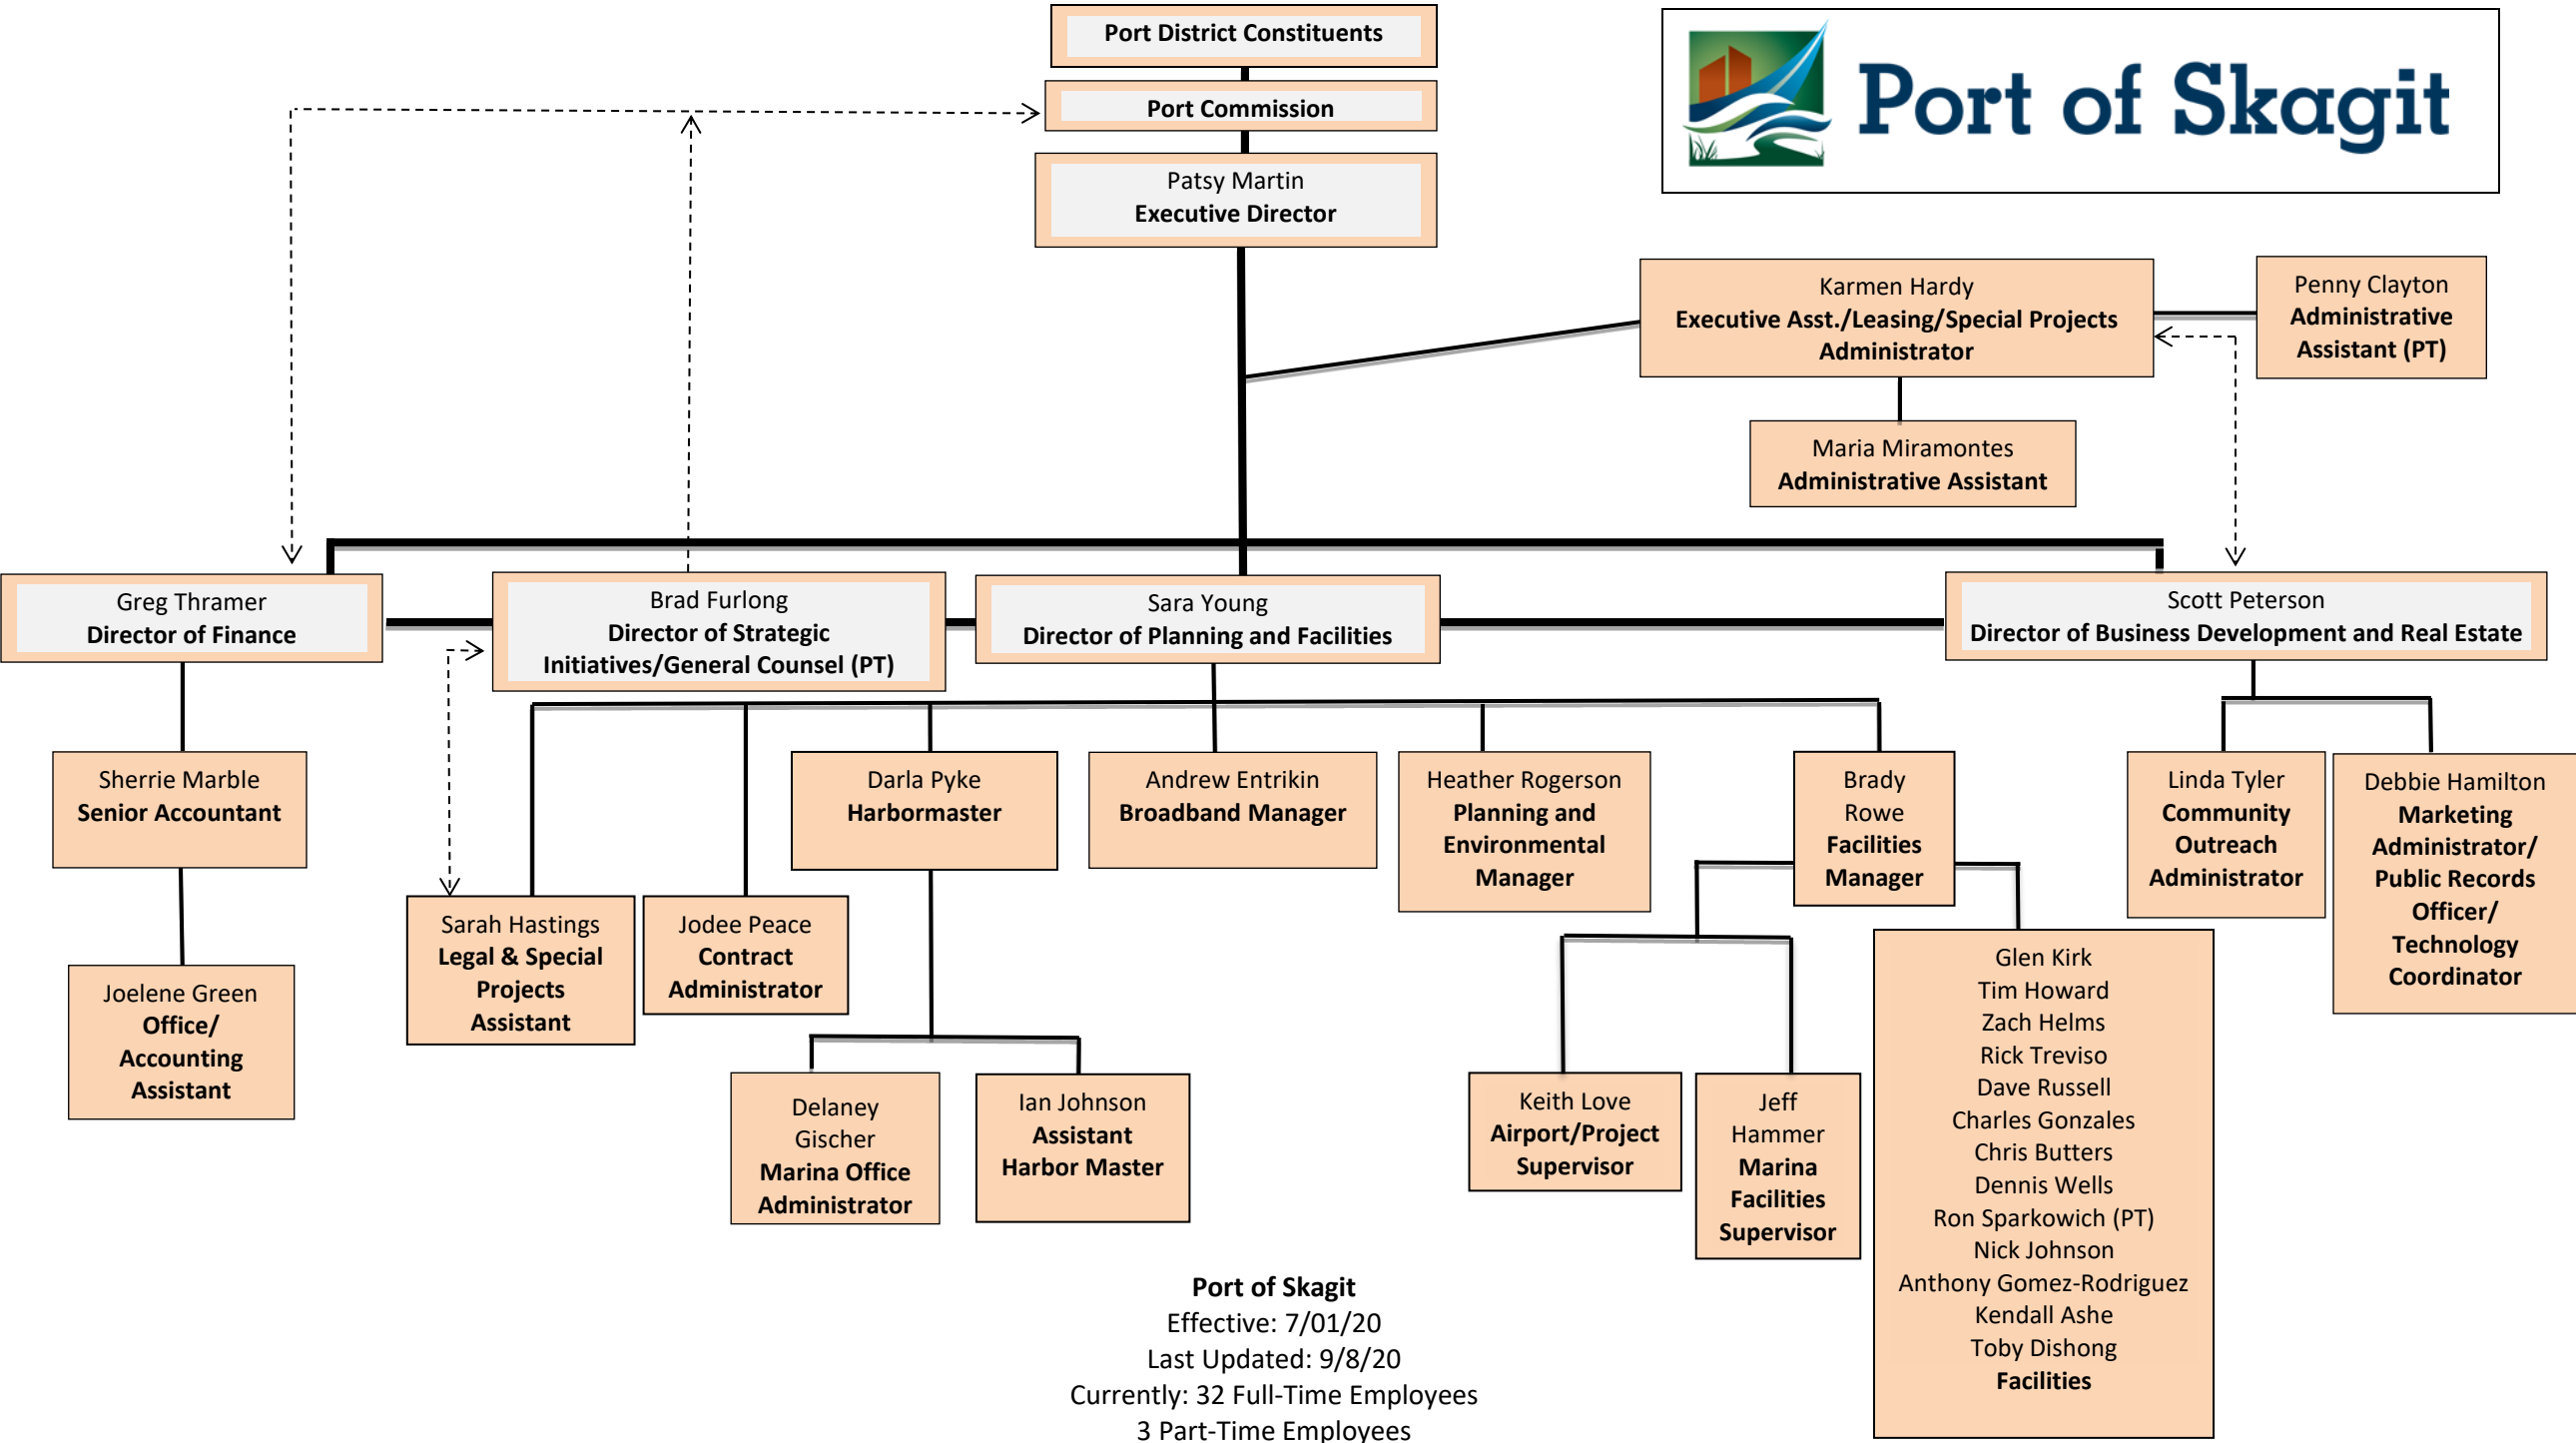 Port District Constituents
Port Commission
Patsy Martin
Executive Director
Port of Skagit
Karmen Hardy
Executive Asst./Leasing/Special Projects
Administrator
Penny Clayton
Administrative
Assistant (PT)
Maria Miramontes
Administrative Assistant
Greg Thramer
Director of Finance
Brad Furlong
Director of Strategic
Initiatives/General Counsel (PT)
Sara Young
Director of Planning and Facilities
Scott Peterson
Director of Business Development and Real Estate
Sherrie Marble
Senior Accountant
Darla Pyke
Harbormaster
Andrew Entrikin
Broadband Manager
Heather Rogerson
Planning and
Environmental
Manager
Brady
Rowe
Facilities
Manager
Linda Tyler
Community
Outreach
Administrator
Debbie Hamilton
Marketing
Administrator/
Public Records
Officer/
Technology
Coordinator
Sarah Hastings
Legal & Special
Projects
Assistant
Jodee Peace
Contract
Administrator
Joelene Green
Office/
Accounting
Assistant
Delaney
Gischer
Marina Office
Administrator
Ian Johnson
Assistant
Harbor Master
Keith Love
Airport/Project
Supervisor
Jeff
Hammer
Marina
Facilities
Supervisor
Glen Kirk
Tim Howard
Zach Helms
Rick Treviso
Dave Russell
Charles Gonzales
Chris Butters
Dennis Wells
Ron Sparkowich (PT)
Nick Johnson
Anthony Gomez-Rodriguez
Kendall Ashe
Toby Dishong
Facilities
Port of Skagit
Effective: 7/01/20
Last Updated: 9/8/20
Currently: 32 Full-Time Employees
3 Part-Time Employees